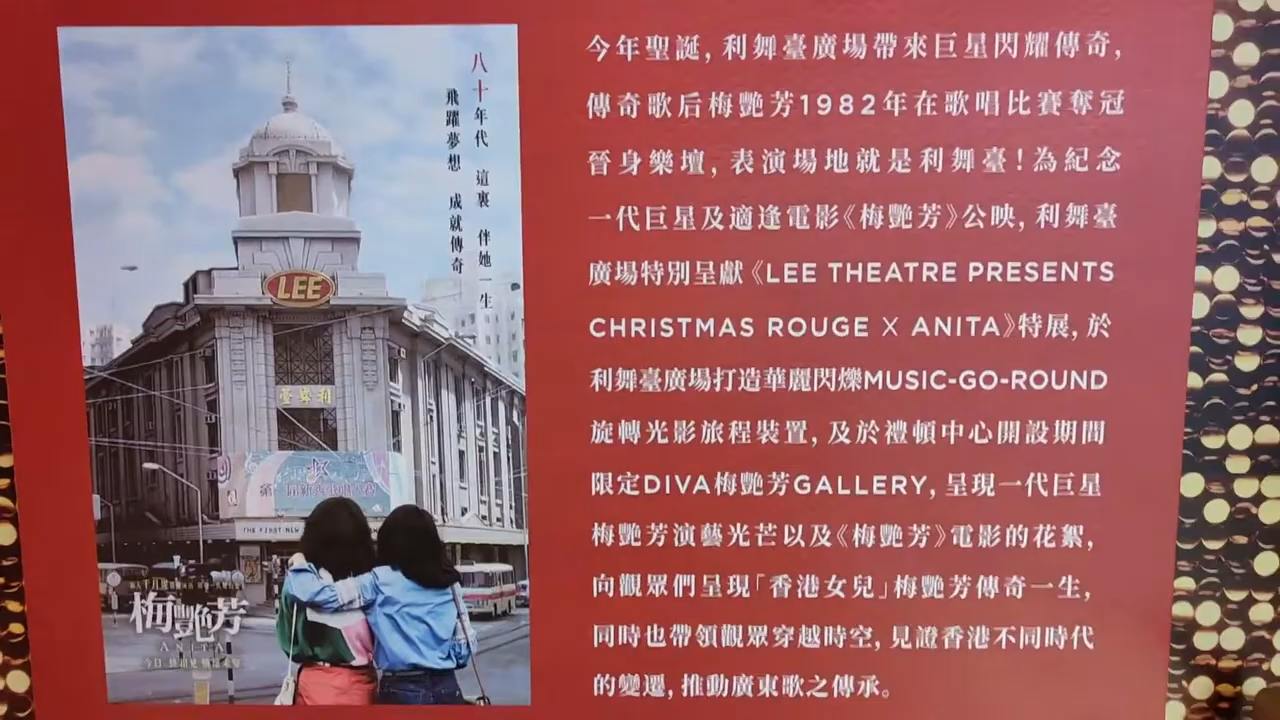 八十年代 這裏 伴她一生
飛躍夢想 成就傳奇
LEE
臺舞利
梅艷芳
ANITA
今年聖誕，利舞臺廣場帶來巨星閃耀傳奇，
傳奇歌后梅艷芳1982年在歌唱比賽奪冠
晉身樂壇，表演場地就是利舞臺！為紀念
一代巨星及適逢電影《梅艷芳》公映，利舞臺
廣場特別呈獻《LEE THEATRE PRESENTS
CHRISTMAS ROUGE X ANITA》特展，於
利舞臺廣場打造華麗閃爍MUSIC-GO-ROUND
旋轉光影旅程裝置，及於禮頓中心開設期間
限定DIVA梅艷芳GALLERY，呈現一代巨星
梅艷芳演藝光芒以及《梅艷芳》電影的花絮，
向觀眾們呈現「香港女兒」梅艷芳傳奇一生，
同時也帶領觀眾穿越時空，見證香港不同時代
的變遷，推動廣東歌之傳承。